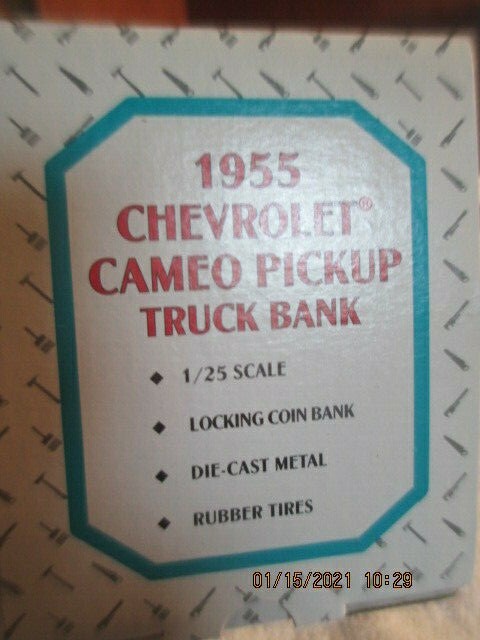 1955
CHEVROLET®
CAMEO PICKUP
TRUCK BANK
◆ 1/25 SCALE
◆ LOCKING COIN BANK
◆ DIE-CAST METAL
◆ RUBBER TIRES
01/15/2021 10:29